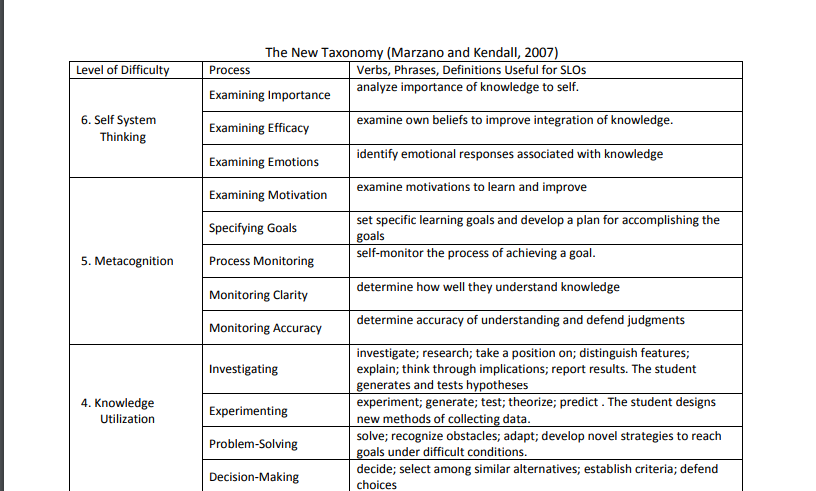 The New Taxonomy (Marzano and Kendall, 2007)
Level of Difficulty Process Verbs, Phrases, Definitions Useful for SLOs
6. Self System
Thinking
Examining Importance
analyze importance of knowledge to self.
Examining Efficacy
examine own beliefs to improve integration of knowledge.
Examining Emotions
identify emotional responses associated with knowledge
5. Metacognition
Examining Motivation
examine motivations to learn and improve
Specifying Goals
set specific learning goals and develop a plan for accomplishing the
goals
Process Monitoring
self-monitor the process of achieving a goal.
Monitoring Clarity
determine how well they understand knowledge
Monitoring Accuracy
determine accuracy of understanding and defend judgments
4. Knowledge
Utilization
Investigating
investigate; research; take a position on; distinguish features;
explain; think through implications; report results. The student
generates and tests hypotheses
Experimenting
experiment; generate; test; theorize; predict . The student designs
new methods of collecting data.
Problem-Solving
solve; recognize obstacles; adapt; develop novel strategies to reach
goals under difficult conditions.
Decision-Making
decide; select among similar alternatives; establish criteria; defend
choices